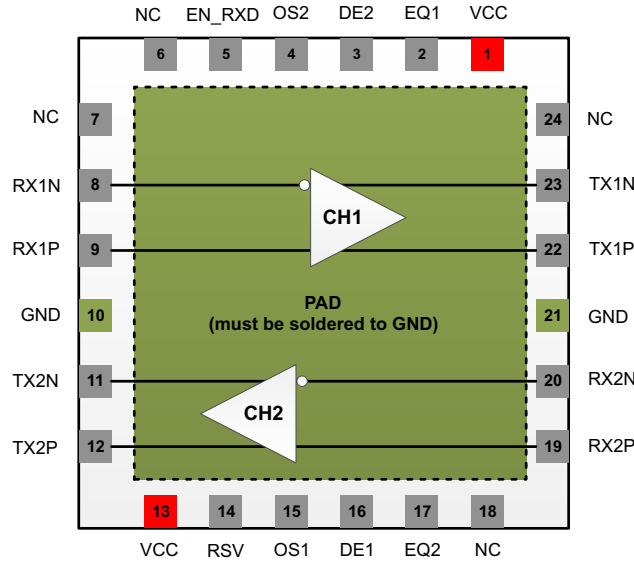 NC EN_RXD OS2 DE2 EQ1 VCC
6 5 4 3 2 1
NC 7 24 NC
RX1N 8 23 TX1N
CH1
RX1P 9 22 TX1P
PAD
GND 10 21 GND
(must be soldered to GND)
TX2N 11 20 RX2N
CH2
TX2P 12 19 RX2P
13 14 15 16 17 18
VCC RSV OS1 DE1 EQ2 NC